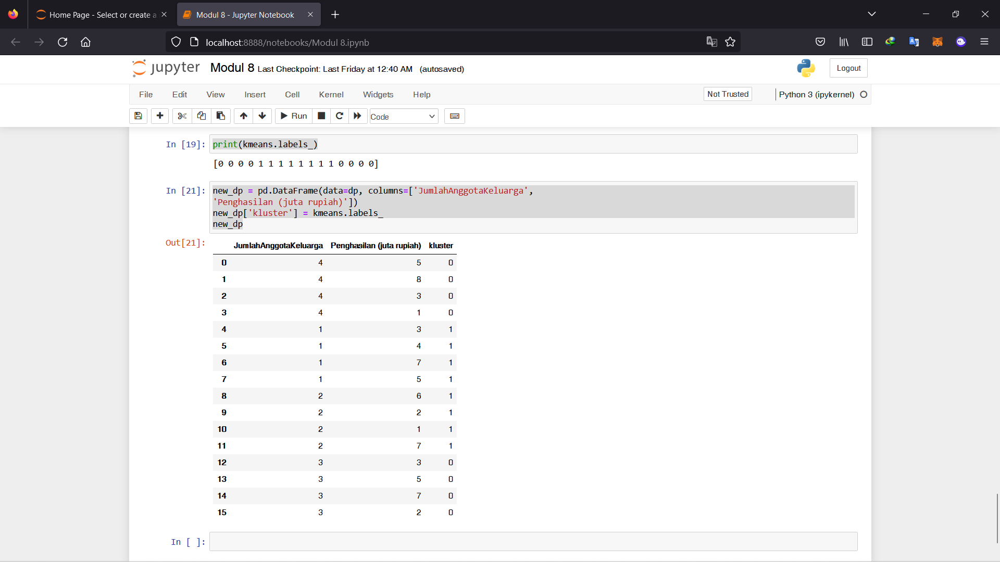 Home Page - Select or create a
Modul 8 - Jupyter Notebook
localhost:8888/notebooks/Modul 8.ipynb
jupyter Modul 8 Last Checkpoint: Last Friday at 12:40 AM (autosaved)
Logout
File Edit View Insert Cell Kernel Widgets Help
Not Trusted
Python 3 (ipykernel)
Run
Code
In [19]: print(kmeans.labels_)
[0 0 0 0 1 1 1 1 1 1 1 1 0 0 0 0]
In [21]: new_dp = pd.DataFrame(data=dp, columns=['JumlahAnggotaKeluarga',
'Penghasilan (juta rupiah)'])
new_dp['kluster'] = kmeans.labels_
new_dp
Out[21]:
JumlahAnggotaKeluarga Penghasilan (juta rupiah) kluster
0 4 5 0
1 4 8 0
2 4 3 0
3 4 1 0
4 1 3 1
5 1 4 1
6 1 7 1
7 1 5 1
8 2 6 1
9 2 2 1
10 2 1 1
11 2 7 1
12 3 3 0
13 3 5 0
14 3 7 0
15 3 2 0
In [ ]: